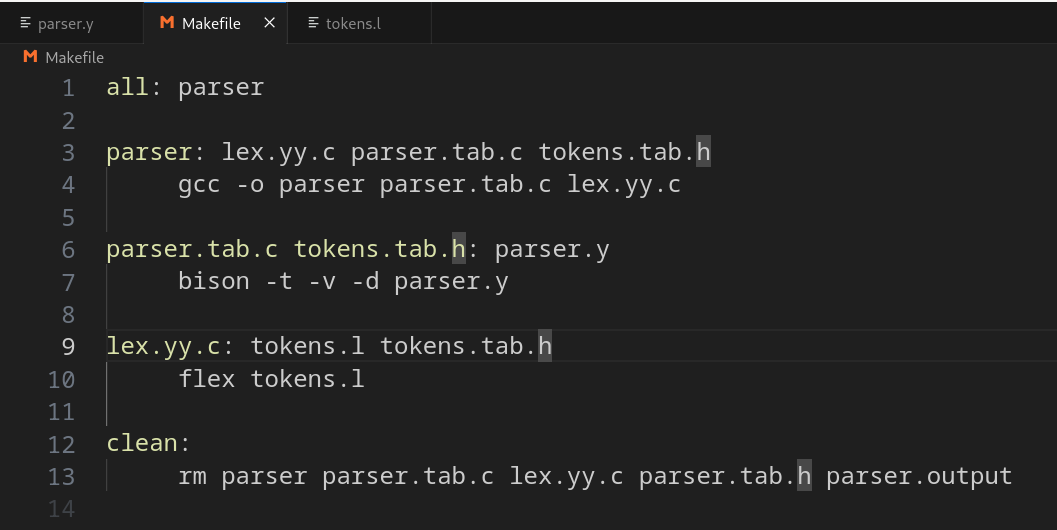 parser.y Makefile × tokens.l
Makefile
1 all: parser
2
3 parser: lex.yy.c parser.tab.c tokens.tab.h
4 gcc -o parser parser.tab.c lex.yy.c
5
6 parser.tab.c tokens.tab.h: parser.y
7 bison -t -v -d parser.y
8
9 lex.yy.c: tokens.l tokens.tab.h
10 flex tokens.l
11
12 clean:
13 rm parser parser.tab.c lex.yy.c parser.tab.h parser.output
14